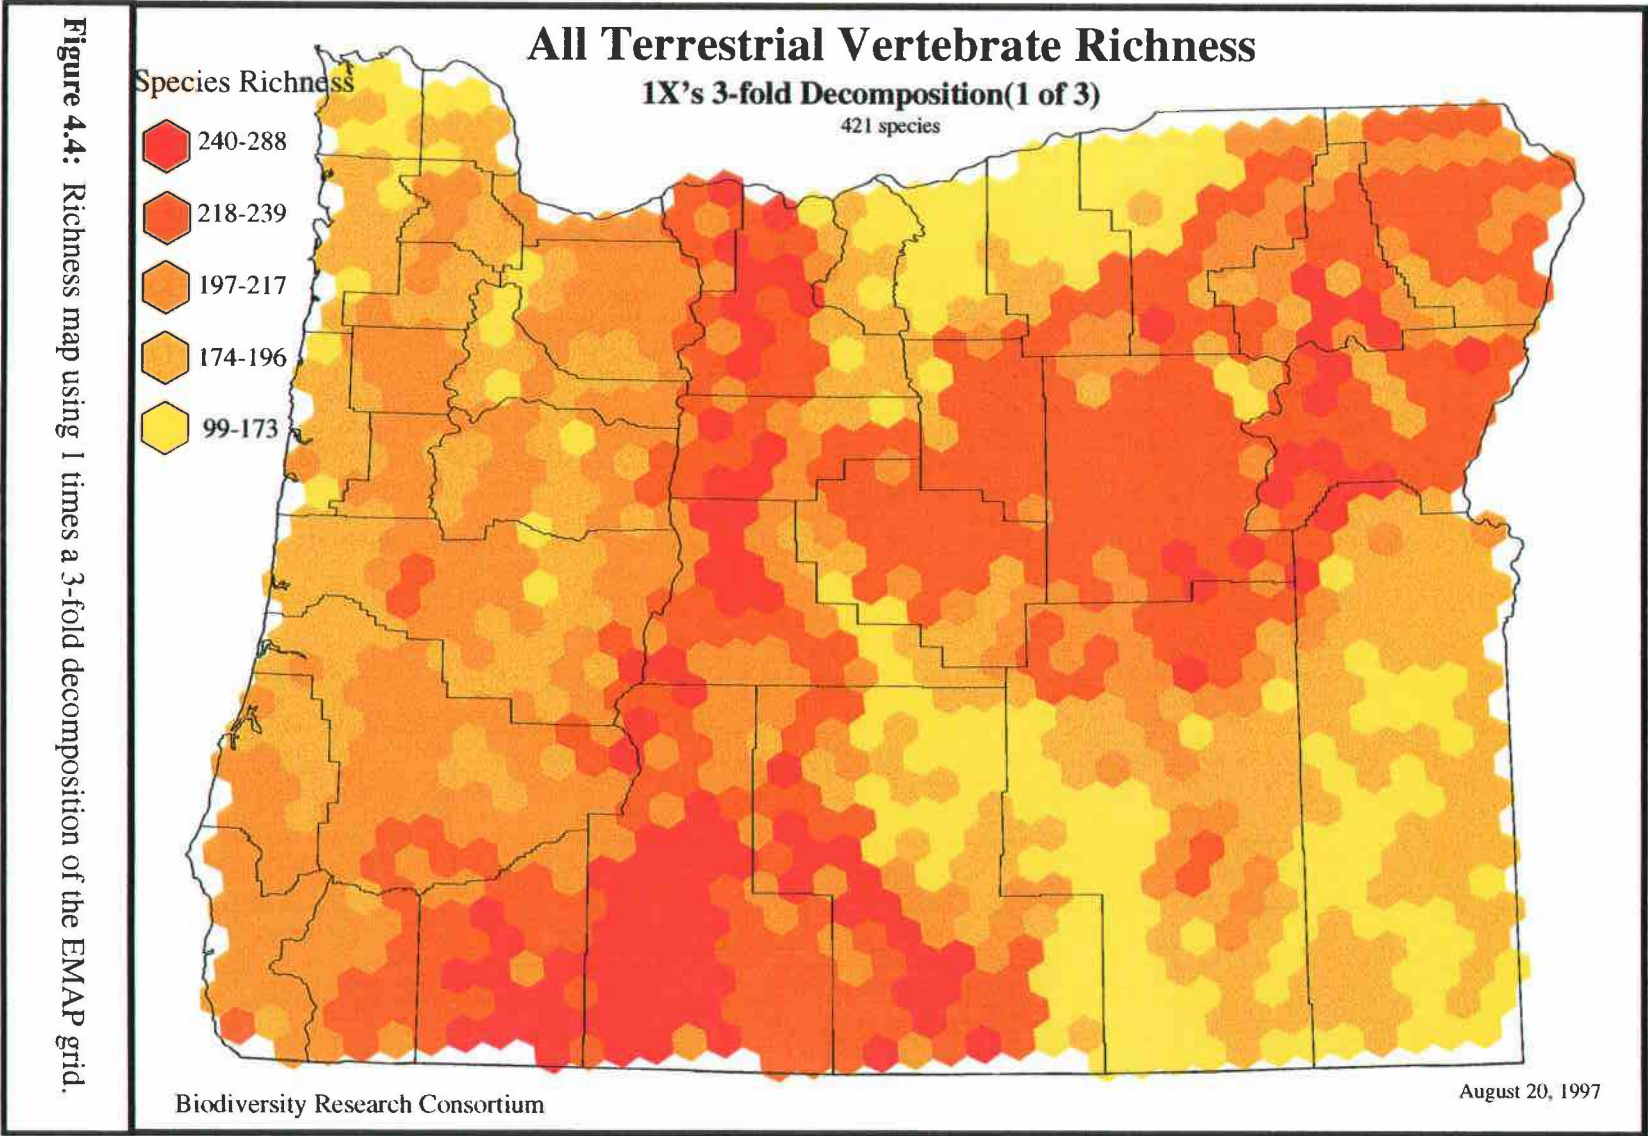 All Terrestrial Vertebrate Richness
1X's 3-fold Decomposition(1 of 3)
421 species
Species Richness
240-288
218-239
197-217
174-196
99-173
Biodiversity Research Consortium
August 20, 1997
Figure 4.4: Richness map using 1 times a 3-fold decomposition of the EMAP grid.